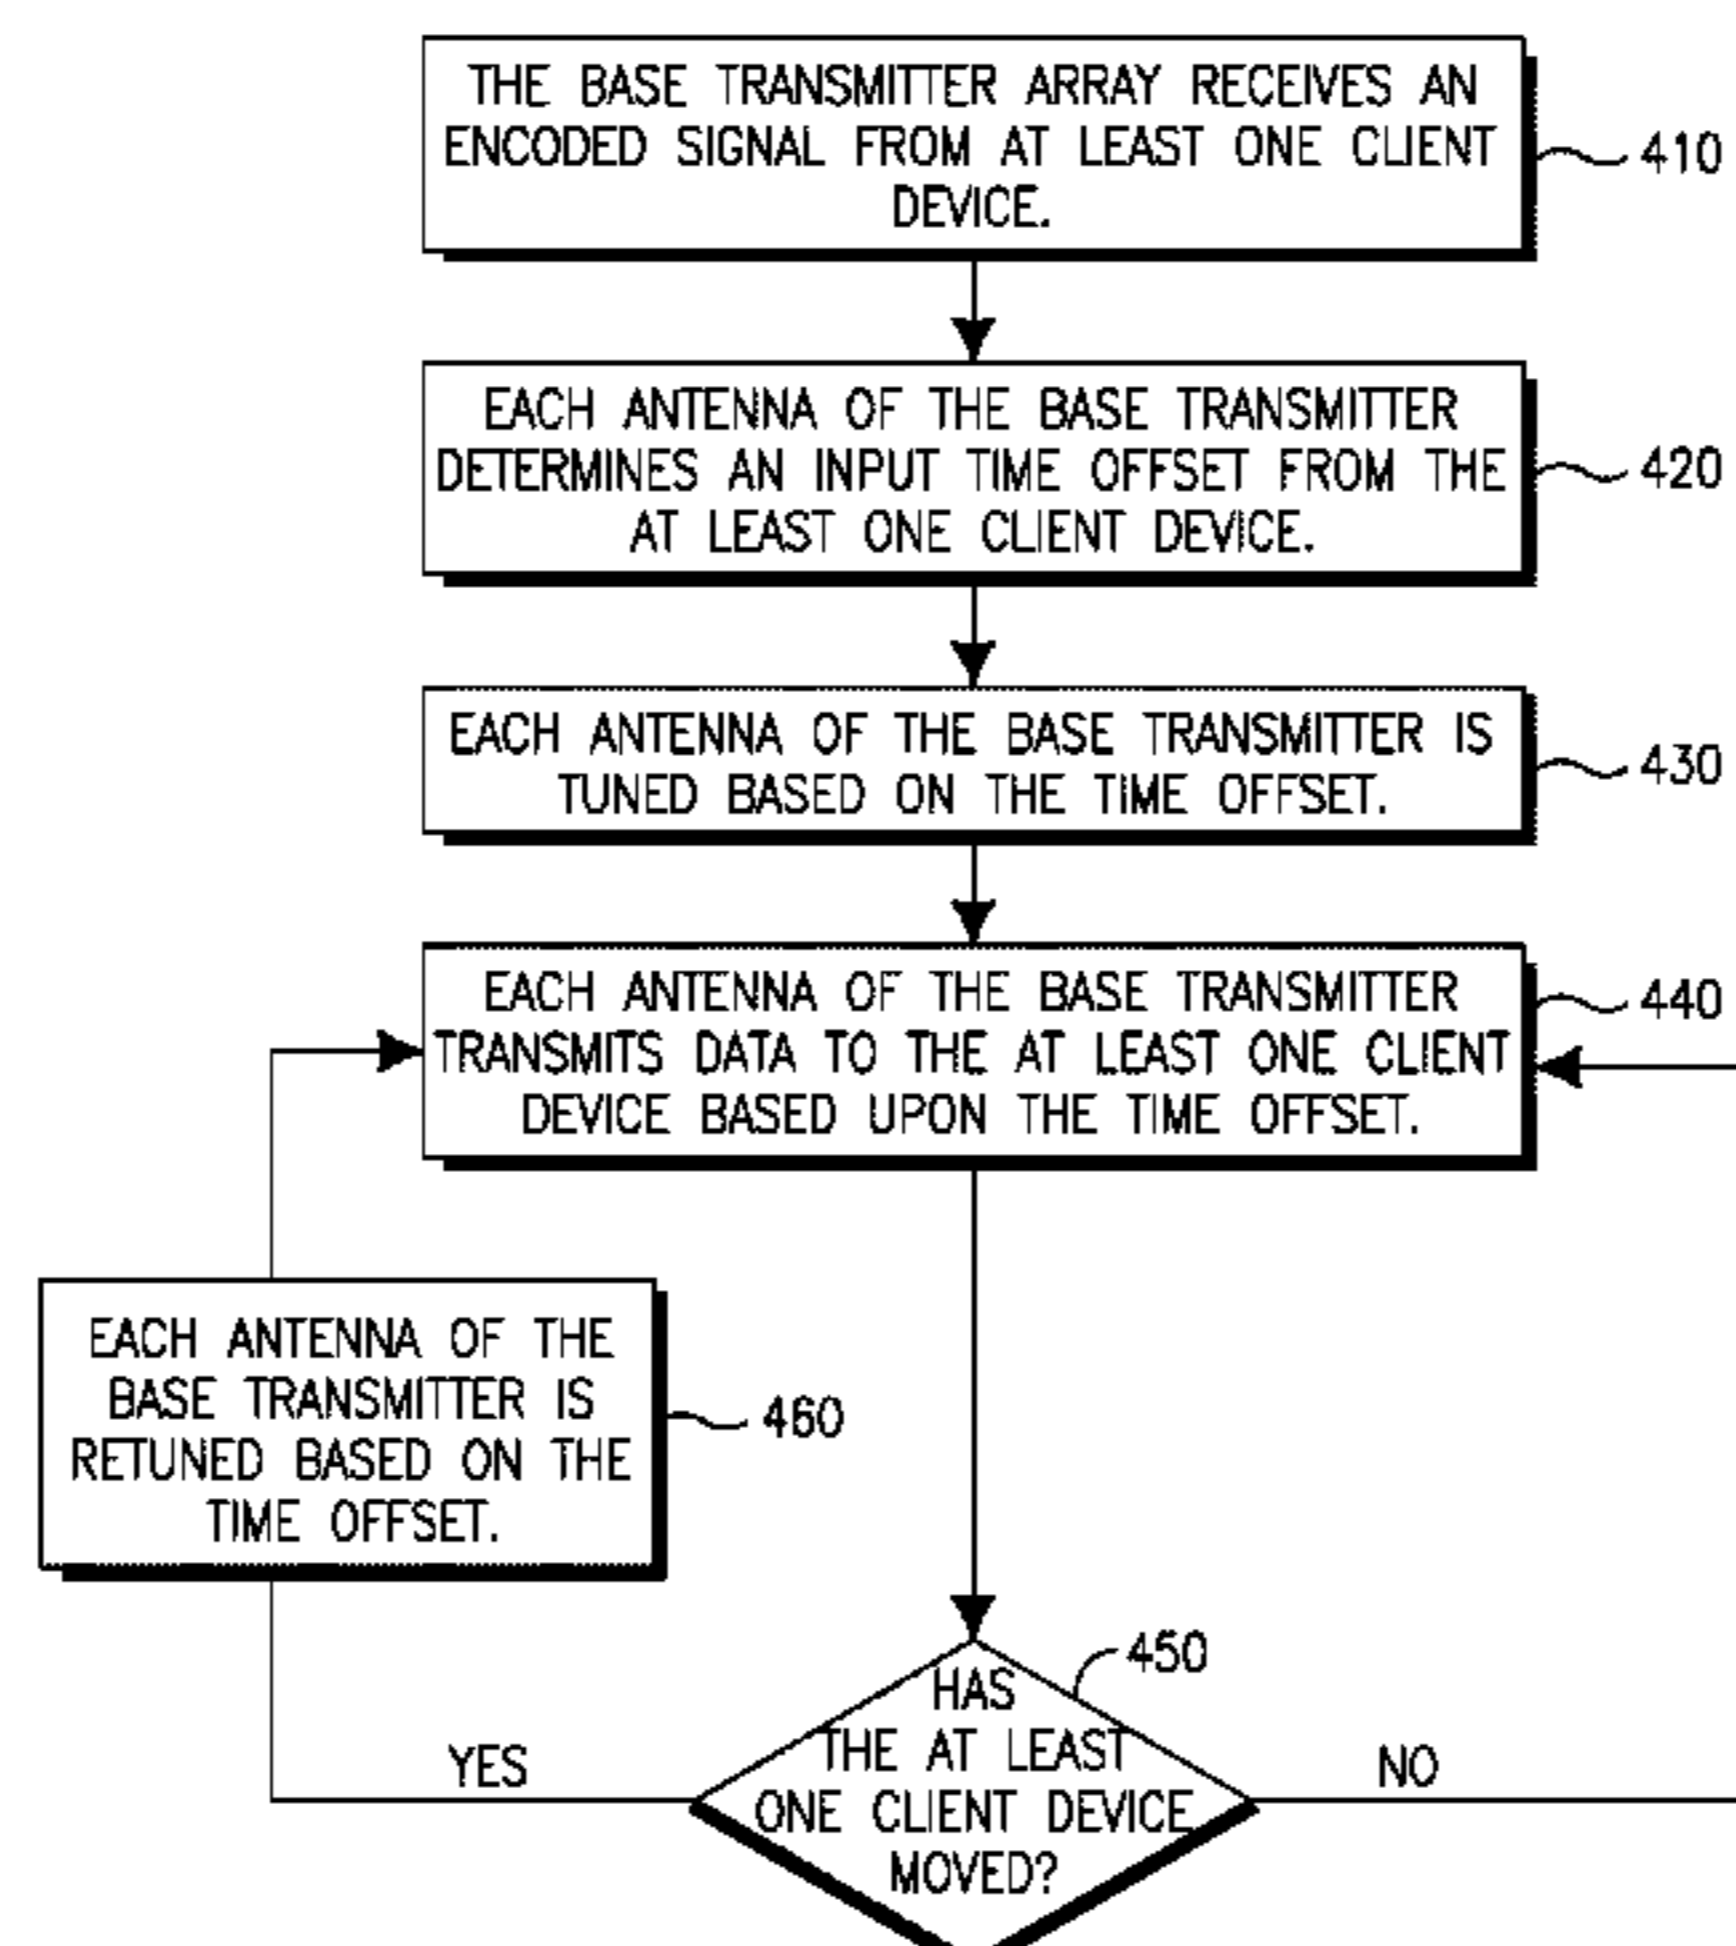 THE BASE TRANSMITTER ARRAY RECEIVES AN
ENCODED SIGNAL FROM AT LEAST ONE CLIENT
DEVICE.
410
EACH ANTENNA OF THE BASE TRANSMITTER
DETERMINES AN INPUT TIME OFFSET FROM THE
AT LEAST ONE CLIENT DEVICE.
420
EACH ANTENNA OF THE BASE TRANSMITTER IS
TUNED BASED ON THE TIME OFFSET.
430
EACH ANTENNA OF THE BASE TRANSMITTER
TRANSMITS DATA TO THE AT LEAST ONE CLIENT
DEVICE BASED UPON THE TIME OFFSET.
440
EACH ANTENNA OF THE
BASE TRANSMITTER IS
RETUNED BASED ON THE
TIME OFFSET.
460
HAS
THE AT LEAST
ONE CLIENT DEVICE
MOVED?
450
YES
NO